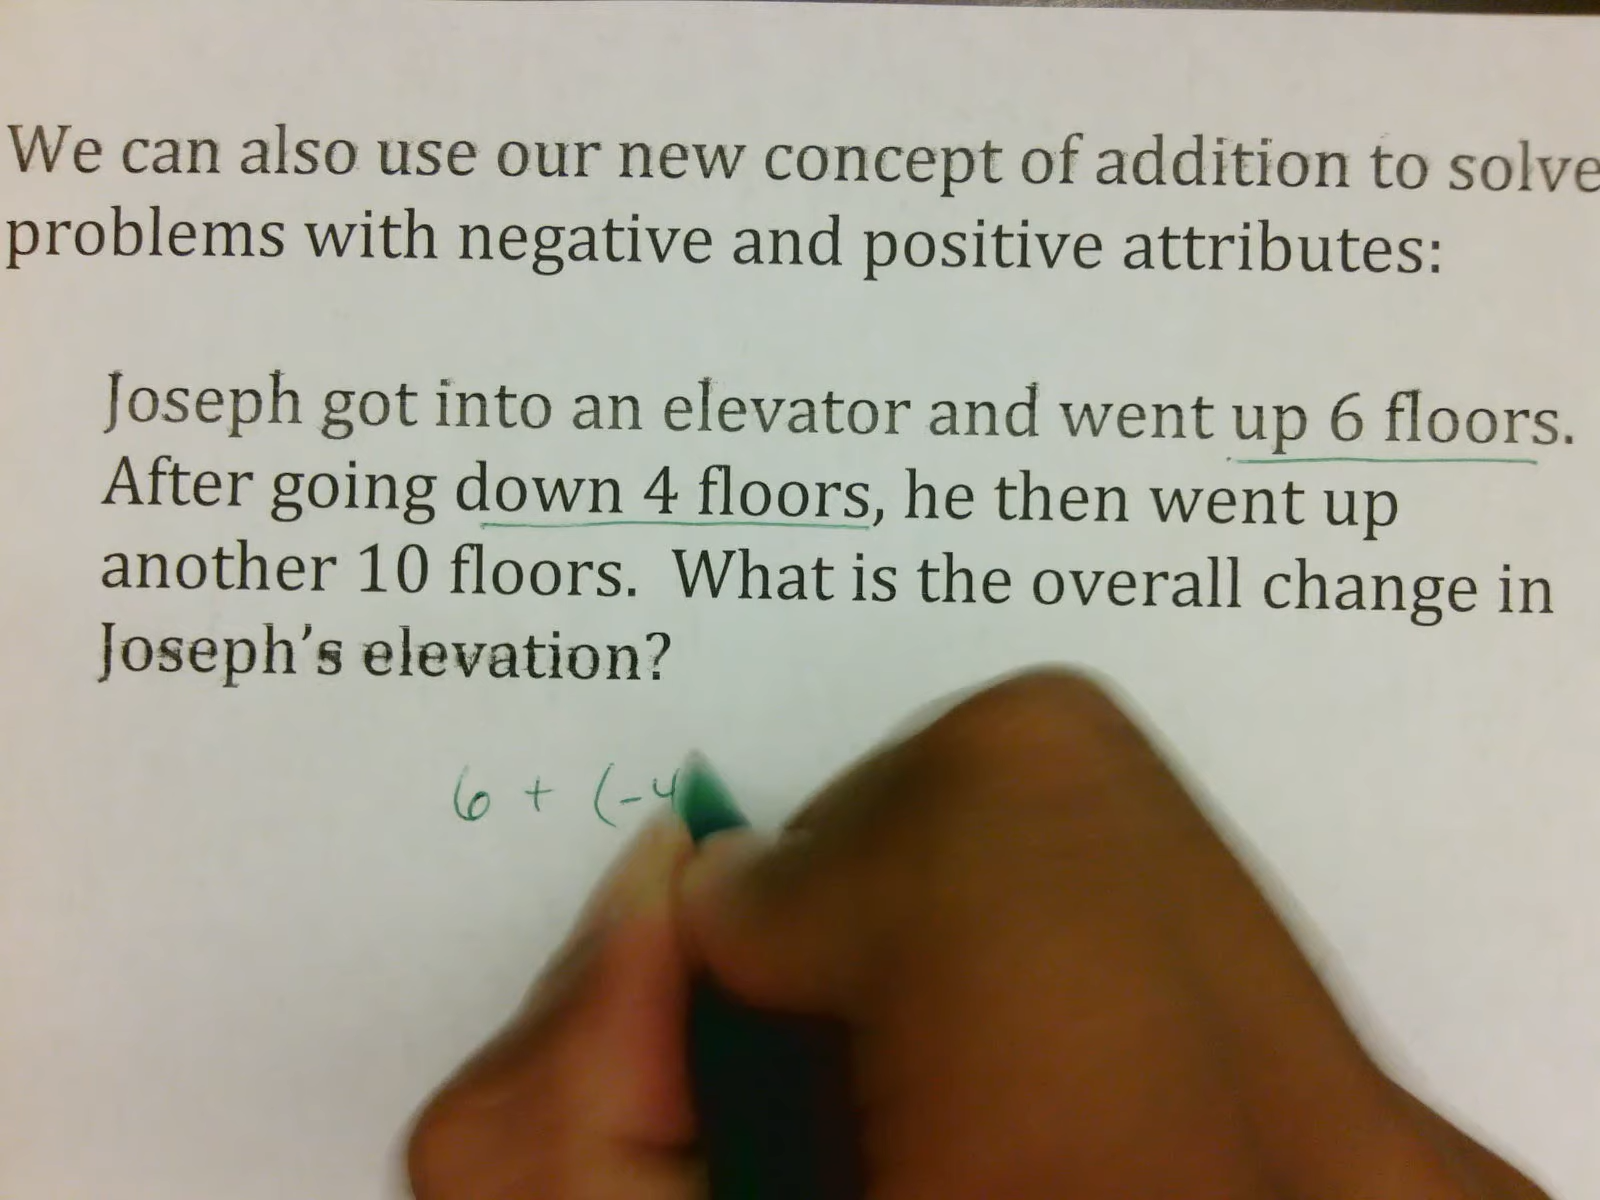 We can also use our new concept of addition to solve
problems with negative and positive attributes:
Joseph got into an elevator and went up 6 floors.
After going down 4 floors, he then went up
another 10 floors. What is the overall change in
Joseph's elevation?
6 + (-4